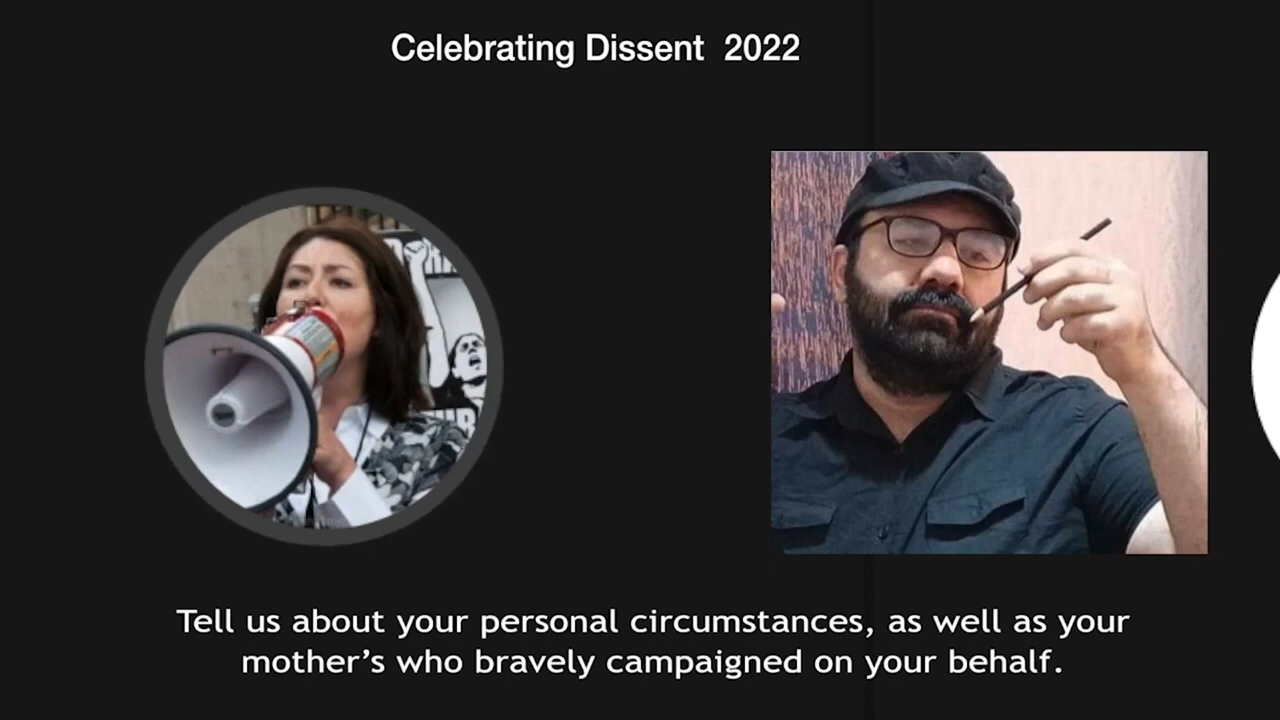 Celebrating Dissent 2022
Tell us about your personal circumstances, as well as your
mother's who bravely campaigned on your behalf.